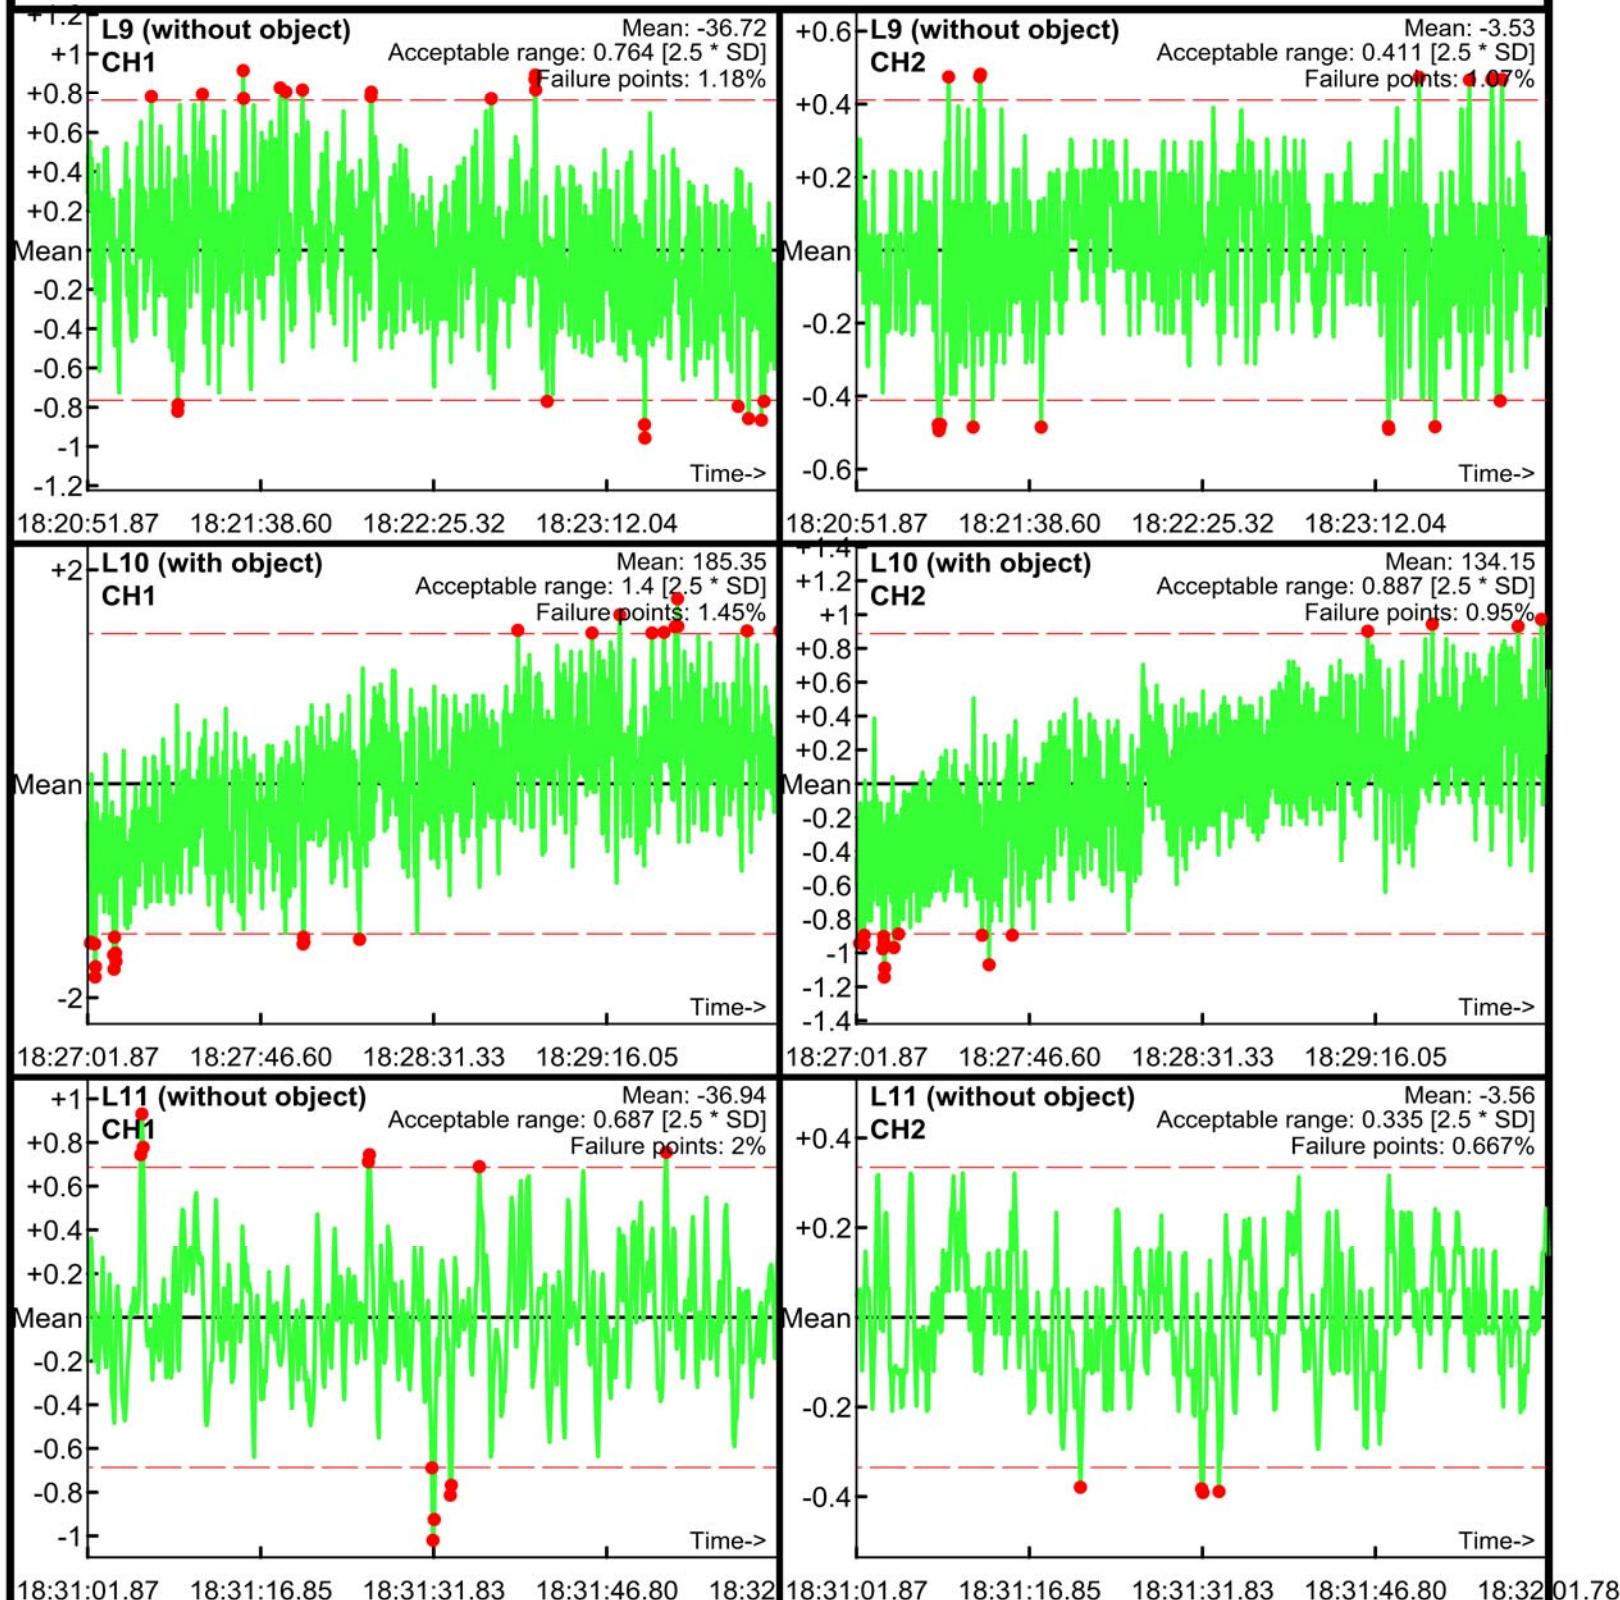 L9 (without object)
CH1
Mean: -36.72
Acceptable range: 0.764 [2.5 * SD]
Failure points: 1.18%
+1.2
+1
+0.8
+0.6
+0.4
+0.2
Mean
-0.2
-0.4
-0.6
-0.8
-1
-1.2
Time->
18:20:51.87 18:21:38.60 18:22:25.32 18:23:12.04
L9 (without object)
CH2
Mean: -3.53
Acceptable range: 0.411 [2.5 * SD]
Failure points: 1.07%
+0.6
+0.4
+0.2
Mean
-0.2
-0.4
-0.6
Time->
18:20:51.87 18:21:38.60 18:22:25.32 18:23:12.04
L10 (with object)
CH1
Mean: 185.35
Acceptable range: 1.4 [2.5 * SD]
Failure points: 1.45%
+2
Mean
-2
Time->
18:27:01.87 18:27:46.60 18:28:31.33 18:29:16.05
L10 (with object)
CH2
Mean: 134.15
Acceptable range: 0.887 [2.5 * SD]
Failure points: 0.95%
+1.4
+1.2
+1
+0.8
+0.6
+0.4
+0.2
Mean
-0.2
-0.4
-0.6
-0.8
-1
-1.2
-1.4
Time->
18:27:01.87 18:27:46.60 18:28:31.33 18:29:16.05
L11 (without object)
CH1
Mean: -36.94
Acceptable range: 0.687 [2.5 * SD]
Failure points: 2%
+1
+0.8
+0.6
+0.4
+0.2
Mean
-0.2
-0.4
-0.6
-0.8
-1
Time->
18:31:01.87 18:31:16.85 18:31:31.83 18:31:46.80 18:32
L11 (without object)
CH2
Mean: -3.56
Acceptable range: 0.335 [2.5 * SD]
Failure points: 0.667%
+0.4
+0.2
Mean
-0.2
-0.4
Time->
18:31:01.87 18:31:16.85 18:31:31.83 18:31:46.80 18:32:01.78